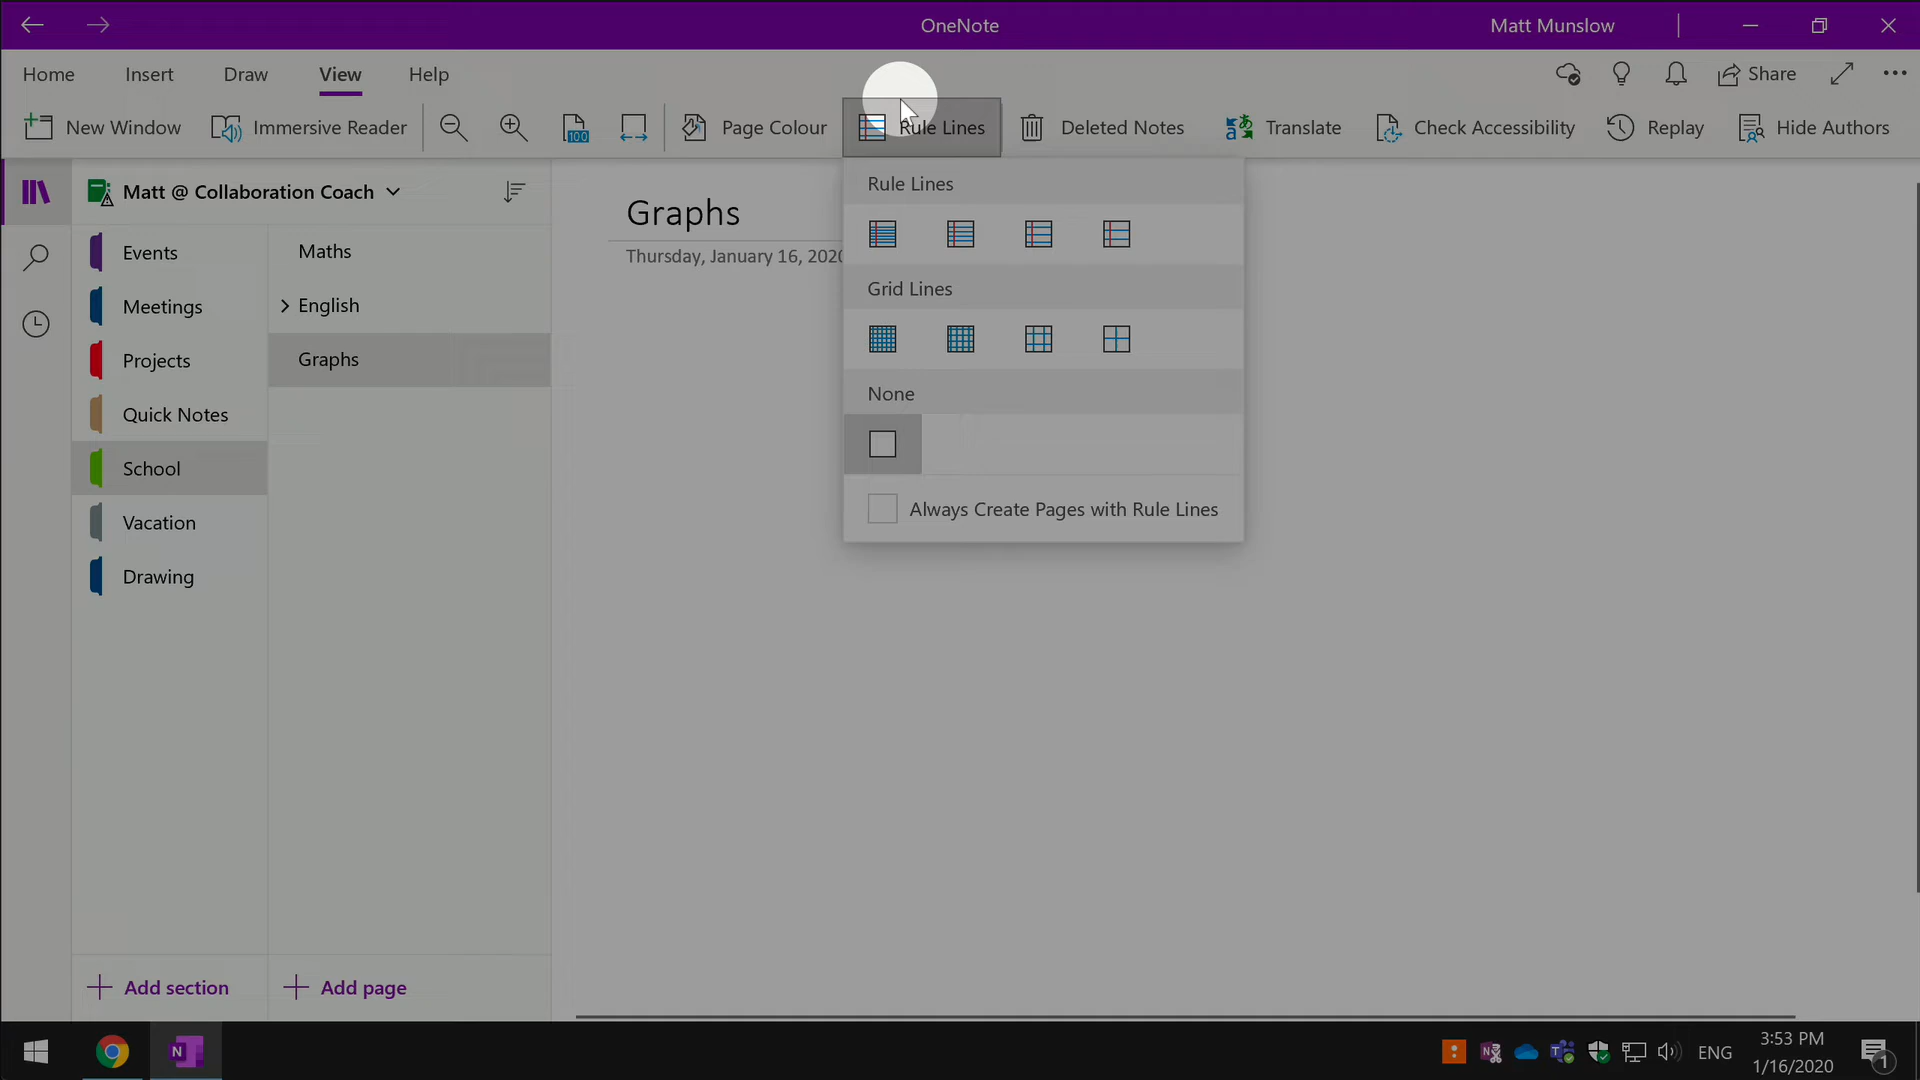 OneNote
Matt Munslow
Home Insert Draw View Help
Share
New Window Immersive Reader 100 Page Colour Rule Lines Deleted Notes Translate Check Accessibility Replay Hide Authors
Matt @ Collaboration Coach
Events
Meetings
Projects
Quick Notes
School
Vacation
Drawing
Add section
Maths
English
Graphs
Add page
Graphs
Thursday, January 16, 2020
Rule Lines
Grid Lines
None
Always Create Pages with Rule Lines
N
ENG
3:53 PM
1/16/2020
1